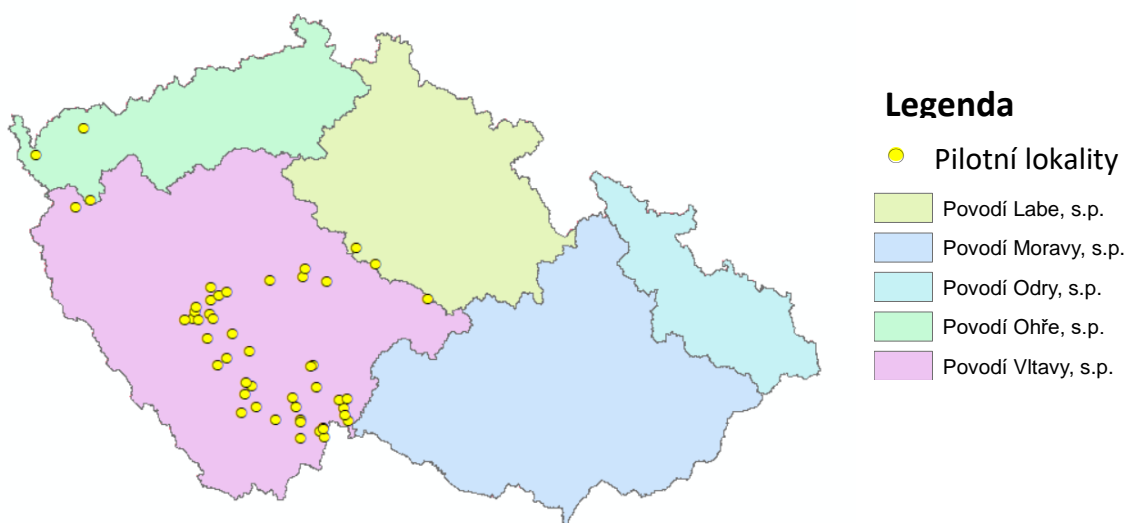 Legenda
Pilotní lokality
Povodí Labe, s.p.
Povodí Moravy, s.p.
Povodí Odry, s.p.
Povodí Ohře, s.p.
Povodí Vltavy, s.p.